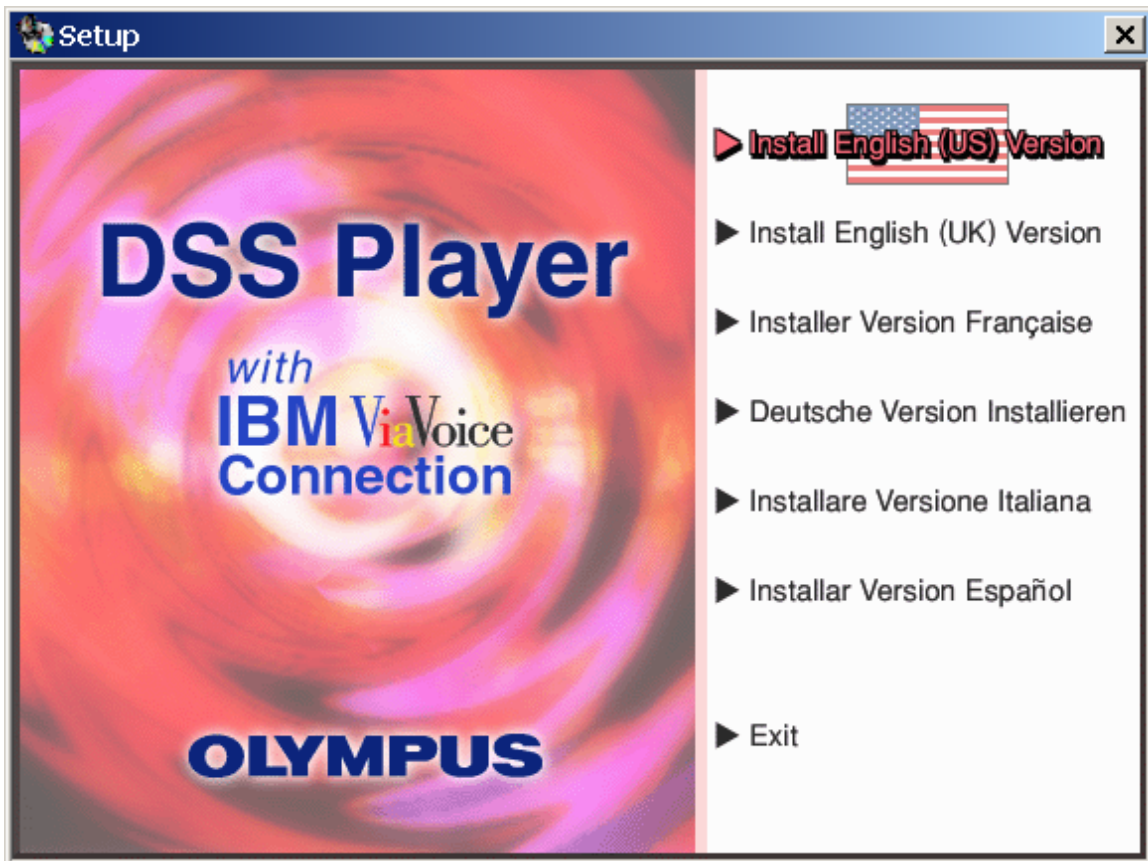 Setup
DSS Player
with
IBM ViaVoice
Connection
OLYMPUS
Install English (US) Version
Install English (UK) Version
Installer Version Française
Deutsche Version Installieren
Installare Versione Italiana
Installar Version Español
Exit